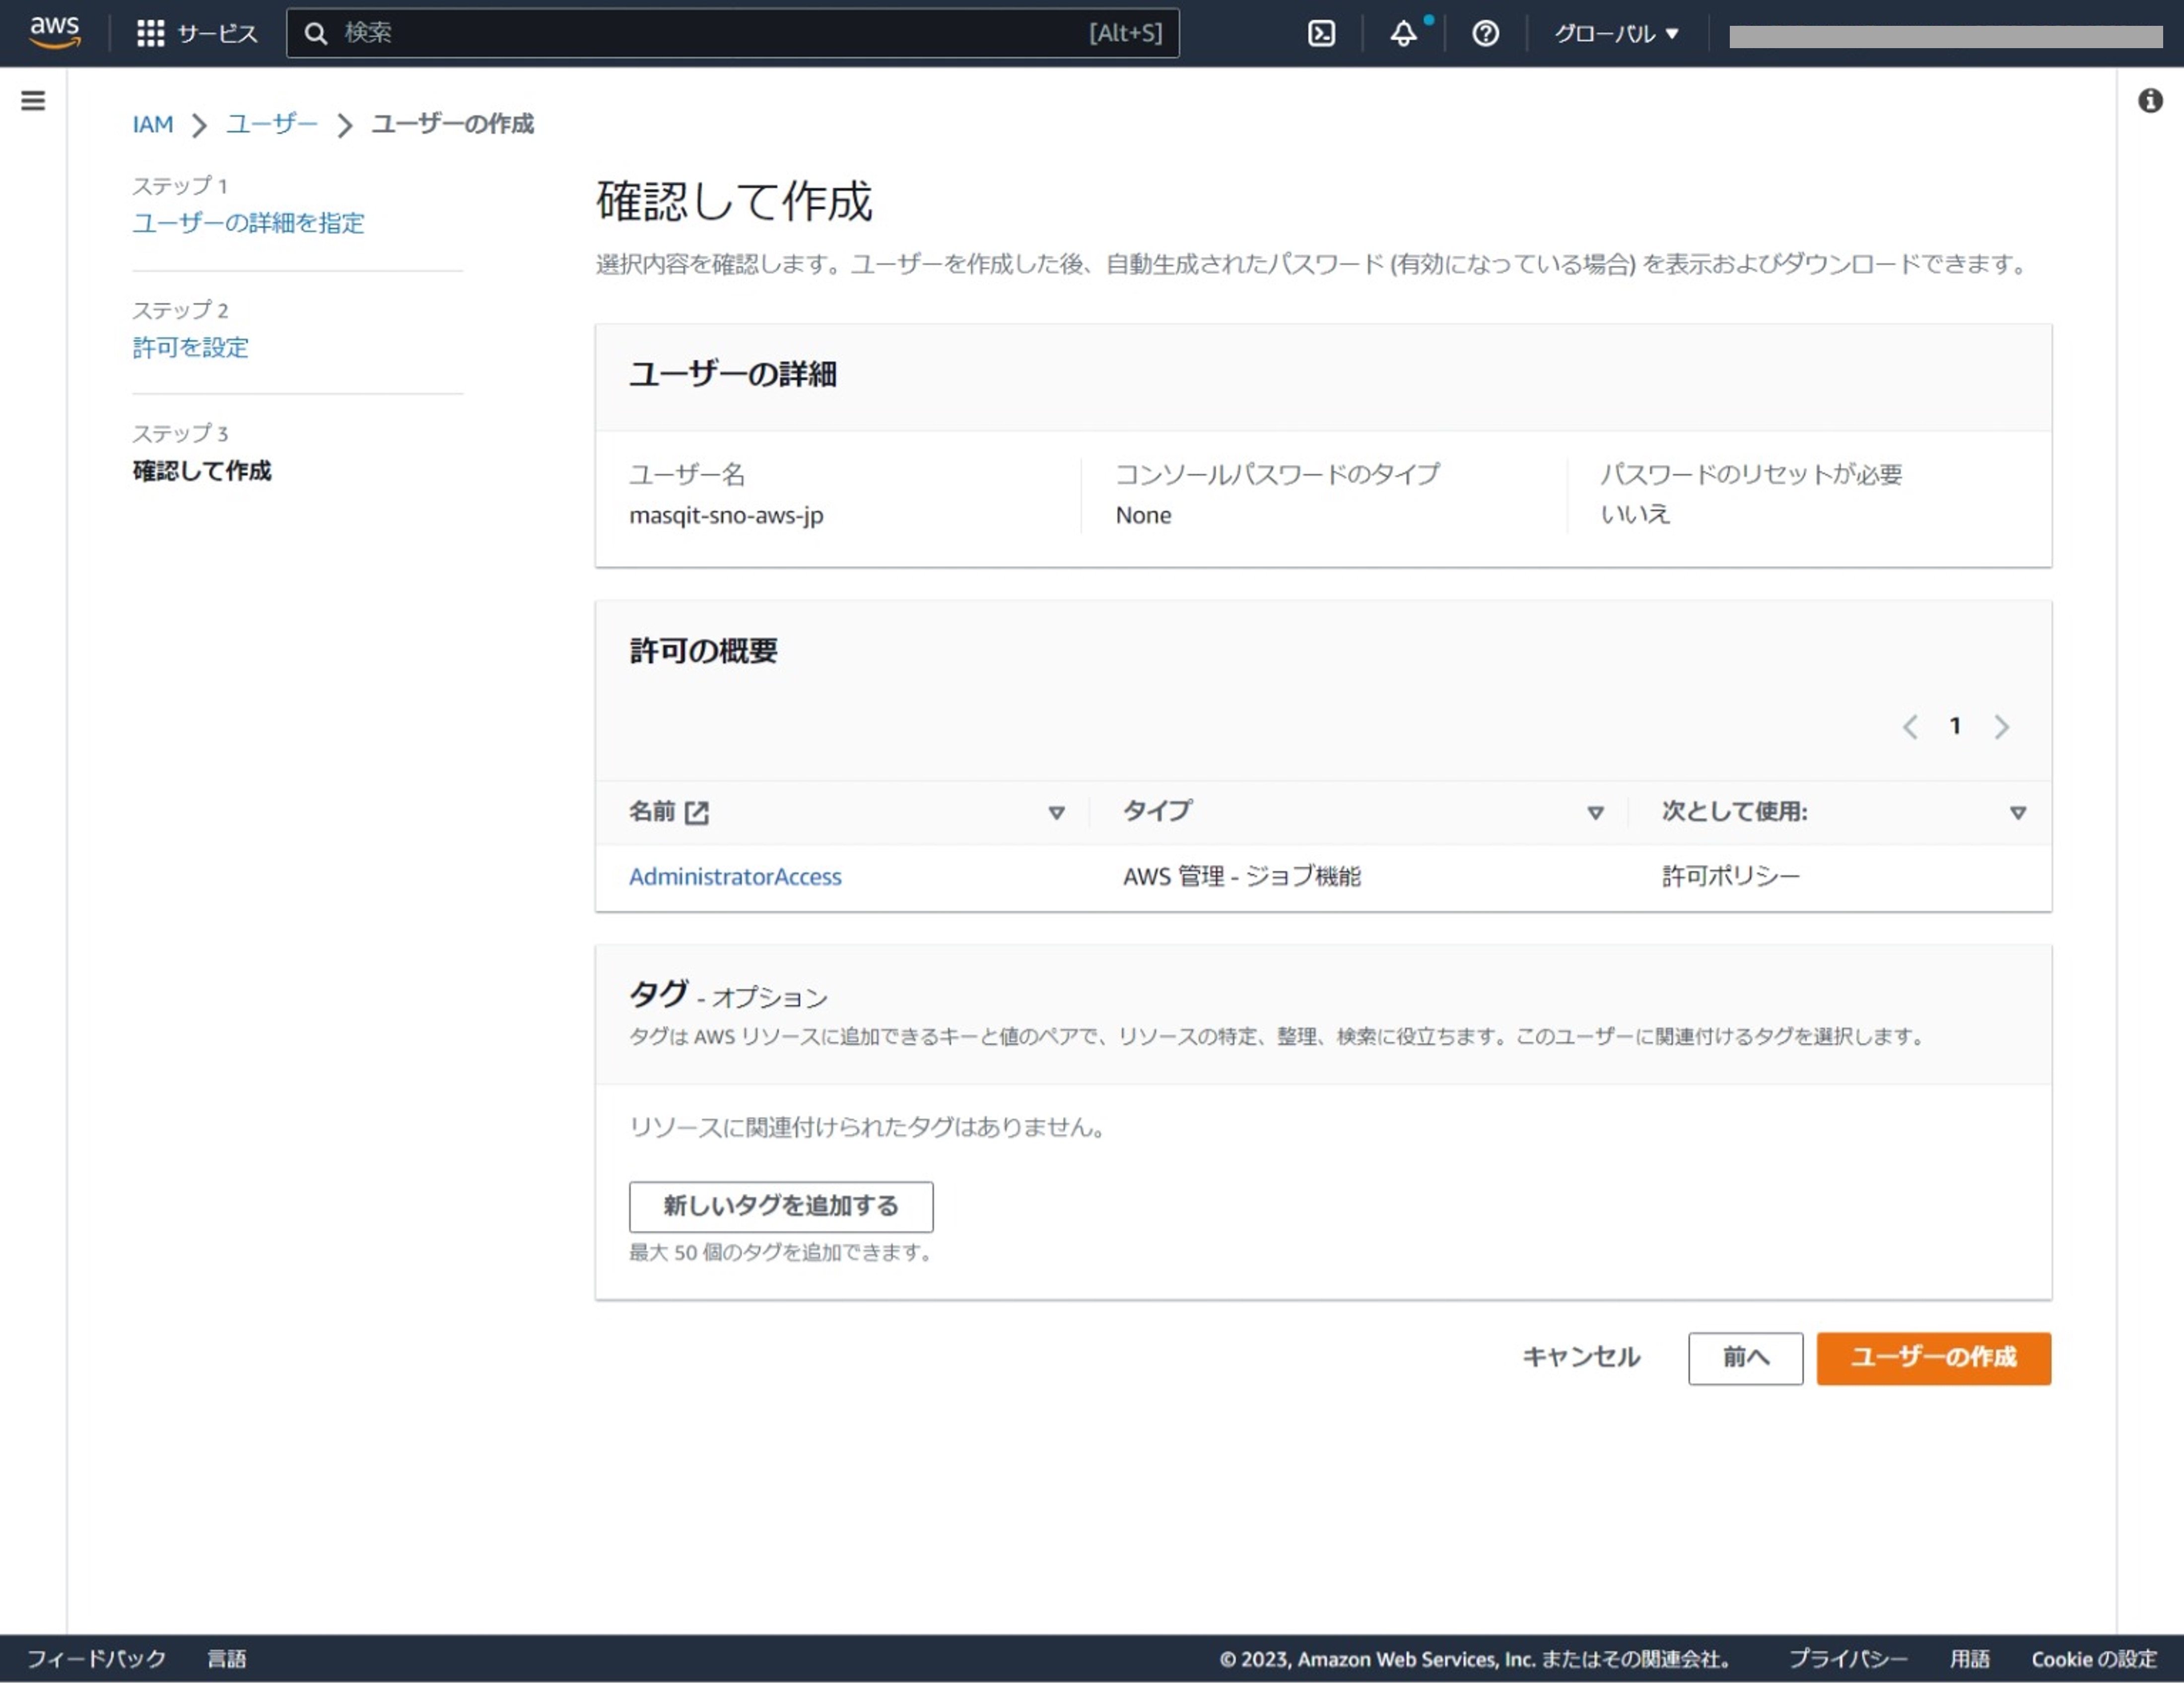 aws
サービス
検索
[Alt+S]
グローバル ▼
IAM > ユーザー > ユーザーの作成
ステップ 1
ユーザーの詳細を指定
ステップ 2
許可を設定
ステップ 3
確認して作成
確認して作成
選択内容を確認します。ユーザーを作成した後、自動生成されたパスワード (有効になっている場合) を表示およびダウンロードできます。
ユーザーの詳細
ユーザー名
masqit-sno-aws-jp
コンソールパスワードのタイプ
None
パスワードのリセットが必要
いいえ
許可の概要
1
名前 タイプ 次として使用:
AdministratorAccess AWS 管理 - ジョブ機能 許可ポリシー
タグ - オプション
タグは AWS リソースに追加できるキーと値のペアで、リソースの特定、整理、検索に役立ちます。このユーザーに関連付けるタグを選択します。
リソースに関連付けられたタグはありません。
新しいタグを追加する
最大 50 個のタグを追加できます。
キャンセル 前へ ユーザーの作成
フィードバック 言語 © 2023, Amazon Web Services, Inc. またはその関連会社。 プライバシー 用語 Cookie の設定